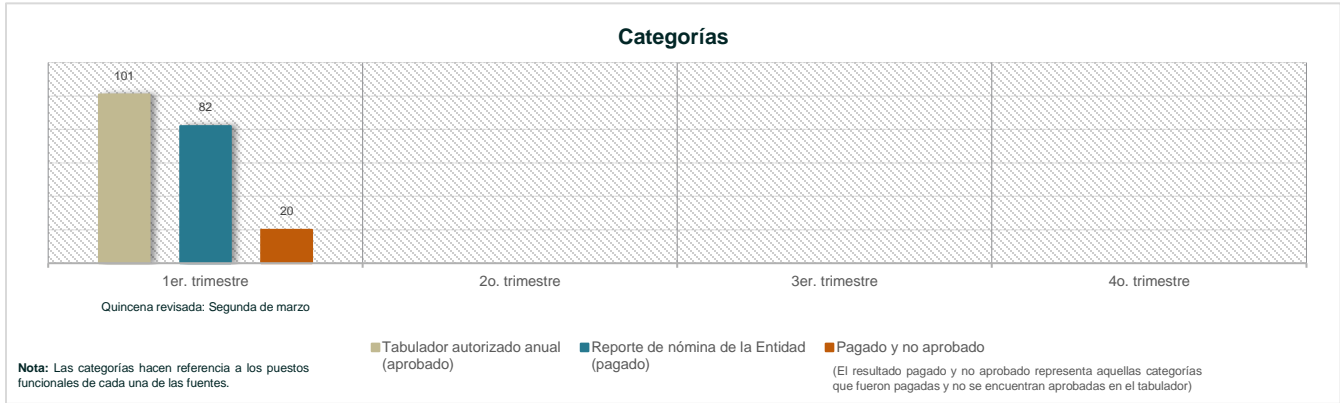 Categorías
101
82
20
1er. trimestre
2o. trimestre
3er. trimestre
4o. trimestre
Quincena revisada: Segunda de marzo
Tabulador autorizado anual
(aprobado)
Reporte de nómina de la Entidad
(pagado)
Pagado y no aprobado
(El resultado pagado y no aprobado representa aquellas categorías
que fueron pagadas y no se encuentran aprobadas en el tabulador)
Nota: Las categorías hacen referencia a los puestos
funcionales de cada una de las fuentes.